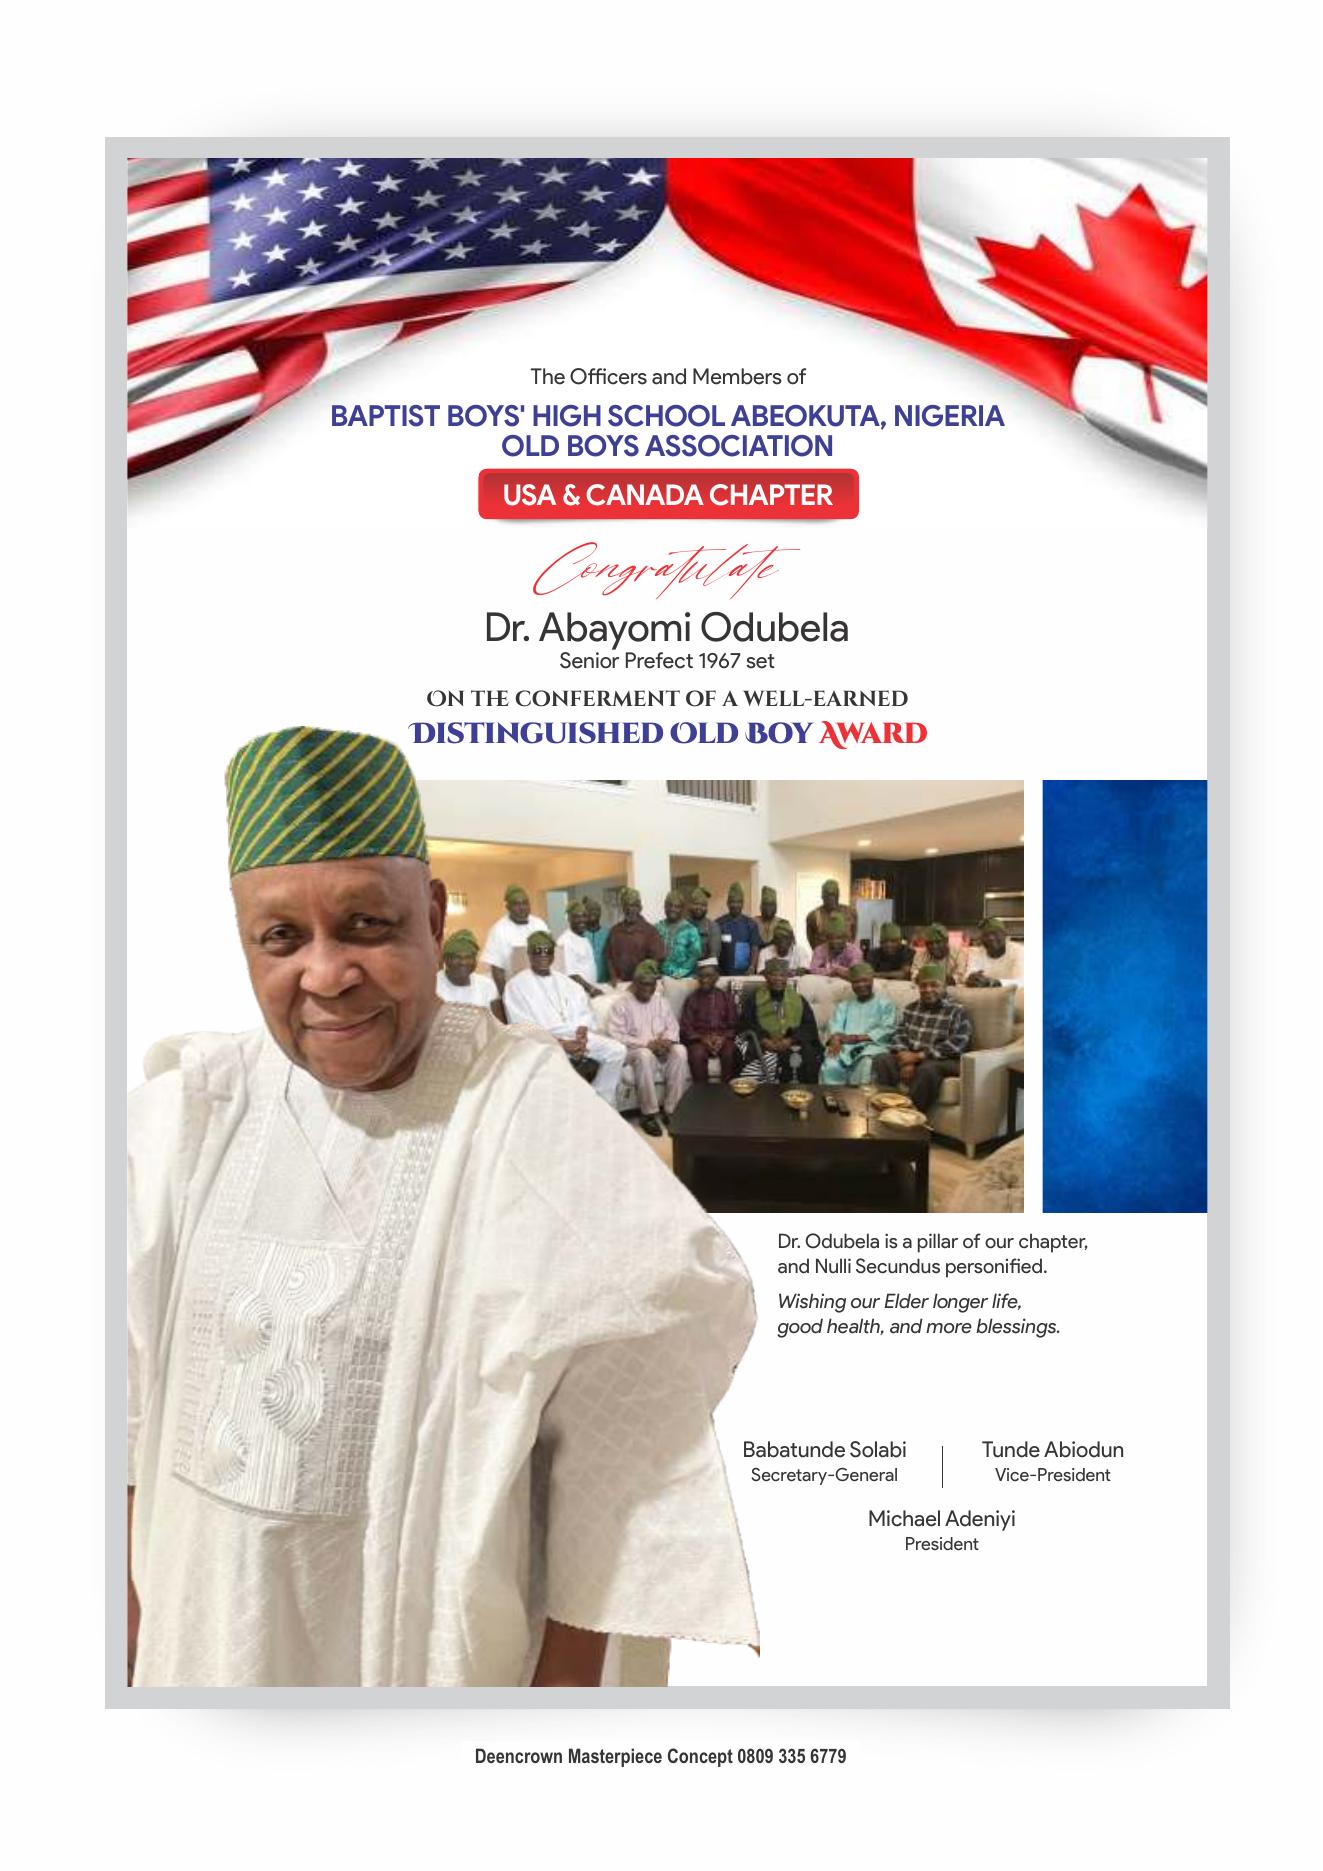 The Officers and Members of
BAPTIST BOYS' HIGH SCHOOL ABEOKUTA, NIGERIA
OLD BOYS ASSOCIATION
USA & CANADA CHAPTER
Congratulate
Dr. Abayomi Odubela
Senior Prefect 1967 set
ON THE CONFERMENT OF A WELL-EARNED
DISTINGUISHED OLD BOY AWARD
Dr. Odubela is a pillar of our chapter,
and Nulli Secundus personified.
Wishing our Elder longer life,
good health, and more blessings.
Babatunde Solabi
Secretary-General
Tunde Abiodun
Vice-President
Michael Adeniyi
President
Deencrown Masterpiece Concept 0809 335 6779